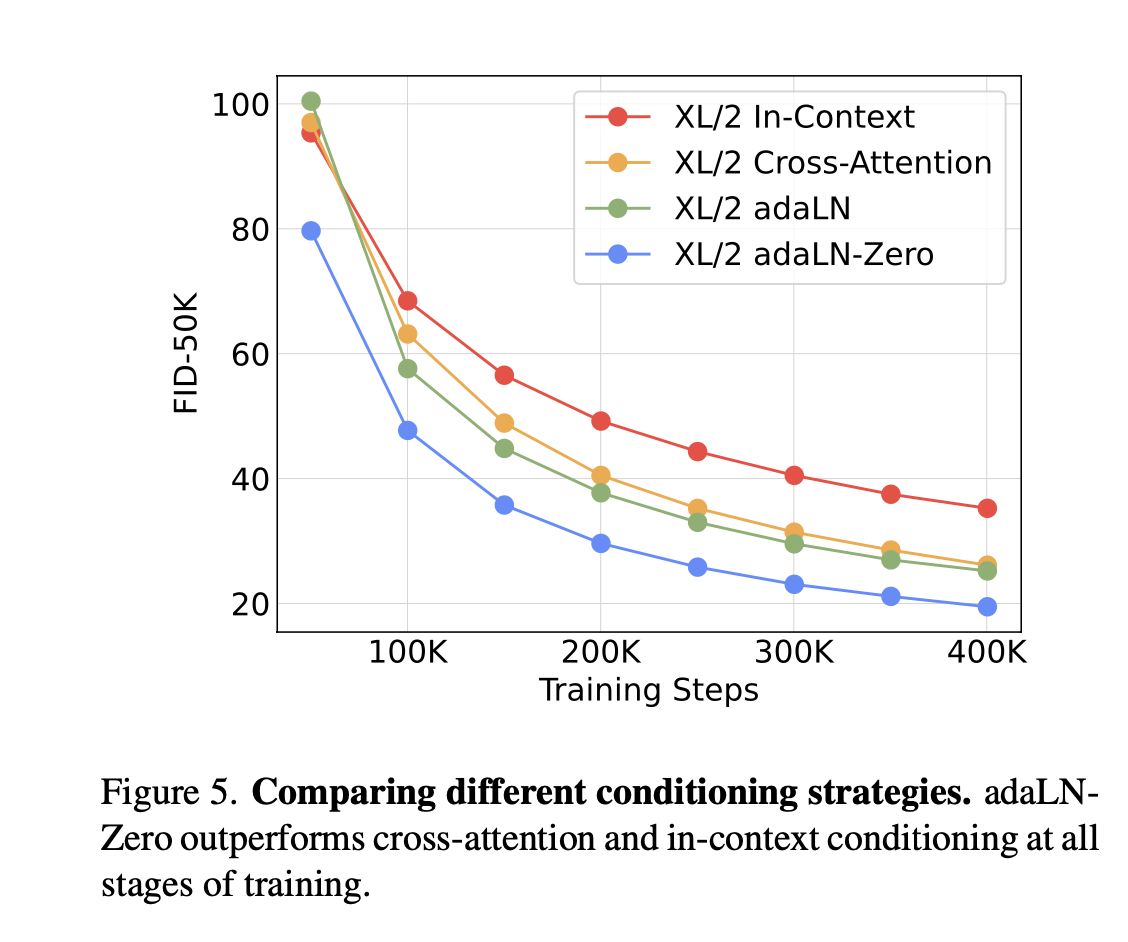 100
80
60
40
20
FID-50K
XL/2 In-Context
XL/2 Cross-Attention
XL/2 adaLN
XL/2 adaLN-Zero
100K
200K
300K
400K
Training Steps
Figure 5. Comparing different conditioning strategies. adaLN-
Zero outperforms cross-attention and in-context conditioning at all
stages of training.